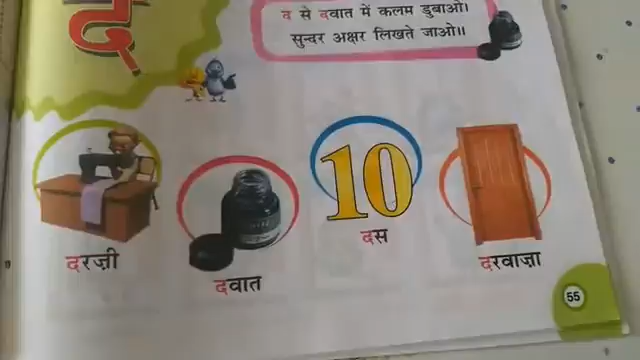 द
द से दवात में कलम डुबाओ।
सुन्दर अक्षर लिखते जाओ॥
10
दरज़ी
दवात
दस
दरवाज़ा
55